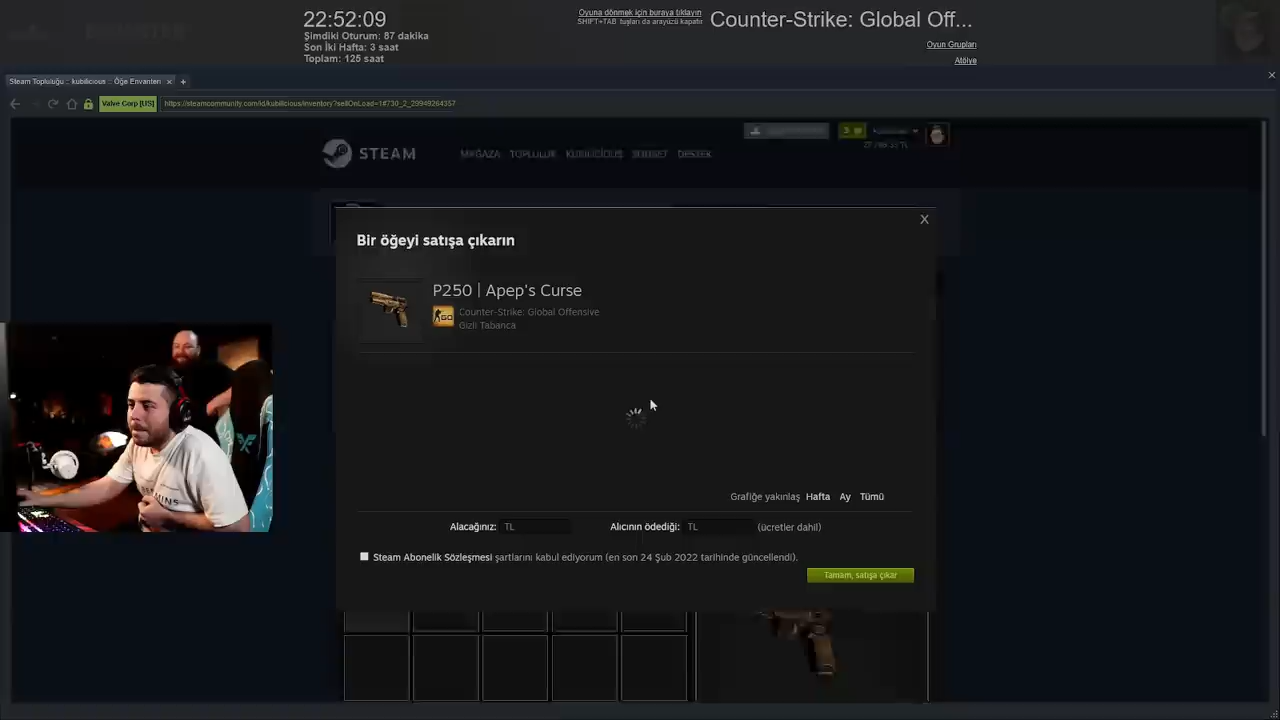 22:52:09
Şimdiki Oturum: 87 dakika
Son İki Hafta: 3 saat
Toplam: 125 saat
Oyuna dönmek için buraya tıklayın
SHIFT+TAB tuşları da arayüzü kapatır
Counter-Strike: Global Off...
Oyun Grupları
Atölye
Steam Topluluğu :: kubilicious :: Öğe Envanteri
Valve Corp [US]
https://steamcommunity.com/id/kubilicious/inventory?sellOnLoad=1#730_2_29949264357
STEAM
MAĞAZA TOPLULUK KUBILICIOUS SOHBET DESTEK
3
Bir öğeyi satışa çıkarın
X
P250 | Apep's Curse
Counter-Strike: Global Offensive
Gizli Tabanca
Grafiğe yakınlaş Hafta Ay Tümü
Alacağınız: TL Alıcının ödediği: TL (ücretler dahil)
Steam Abonelik Sözleşmesi şartlarını kabul ediyorum (en son 24 Şub 2022 tarihinde güncellendi).
Tamam, satışa çıkar